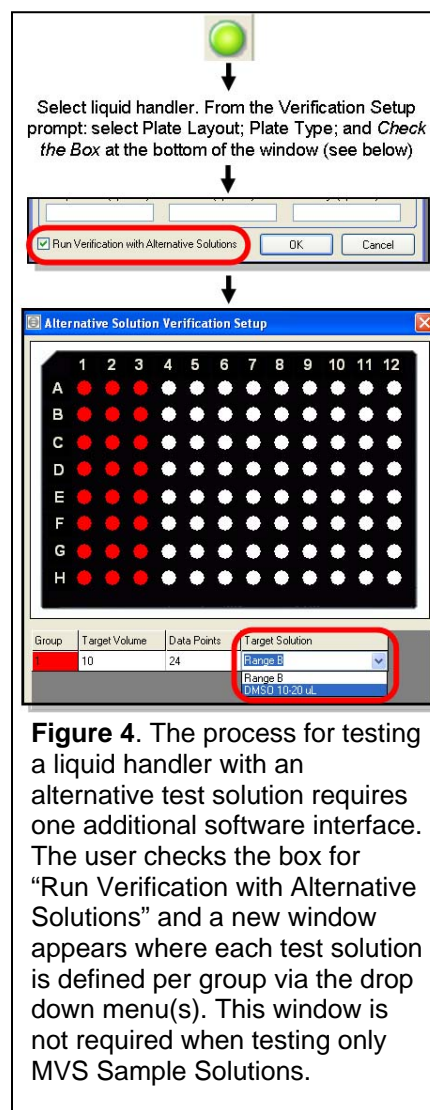 Select liquid handler. From the Verification Setup
prompt: select Plate Layout; Plate Type; and Check
the Box at the bottom of the window (see below)
Run Verification with Alternative Solutions OK Cancel
Alternative Solution Verification Setup
1 2 3 4 5 6 7 8 9 10 11 12
A
B
C
D
E
F
G
H
Group Target Volume Data Points Target Solution
1 10 24 Range B
Range B
DMSO 10-20 uL
Figure 4. The process for testing
a liquid handler with an
alternative test solution requires
one additional software interface.
The user checks the box for
“Run Verification with Alternative
Solutions” and a new window
appears where each test solution
is defined per group via the drop
down menu(s). This window is
not required when testing only
MVS Sample Solutions.